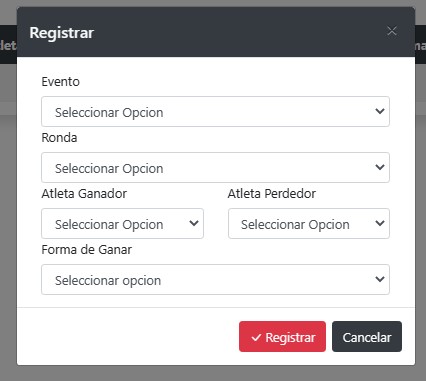 Registrar
×
Evento
Seleccionar Opcion
Ronda
Seleccionar Opcion
Atleta Ganador Atleta Perdedor
Seleccionar Opcion Seleccionar Opcion
Forma de Ganar
Seleccionar opcion
✓ Registrar Cancelar